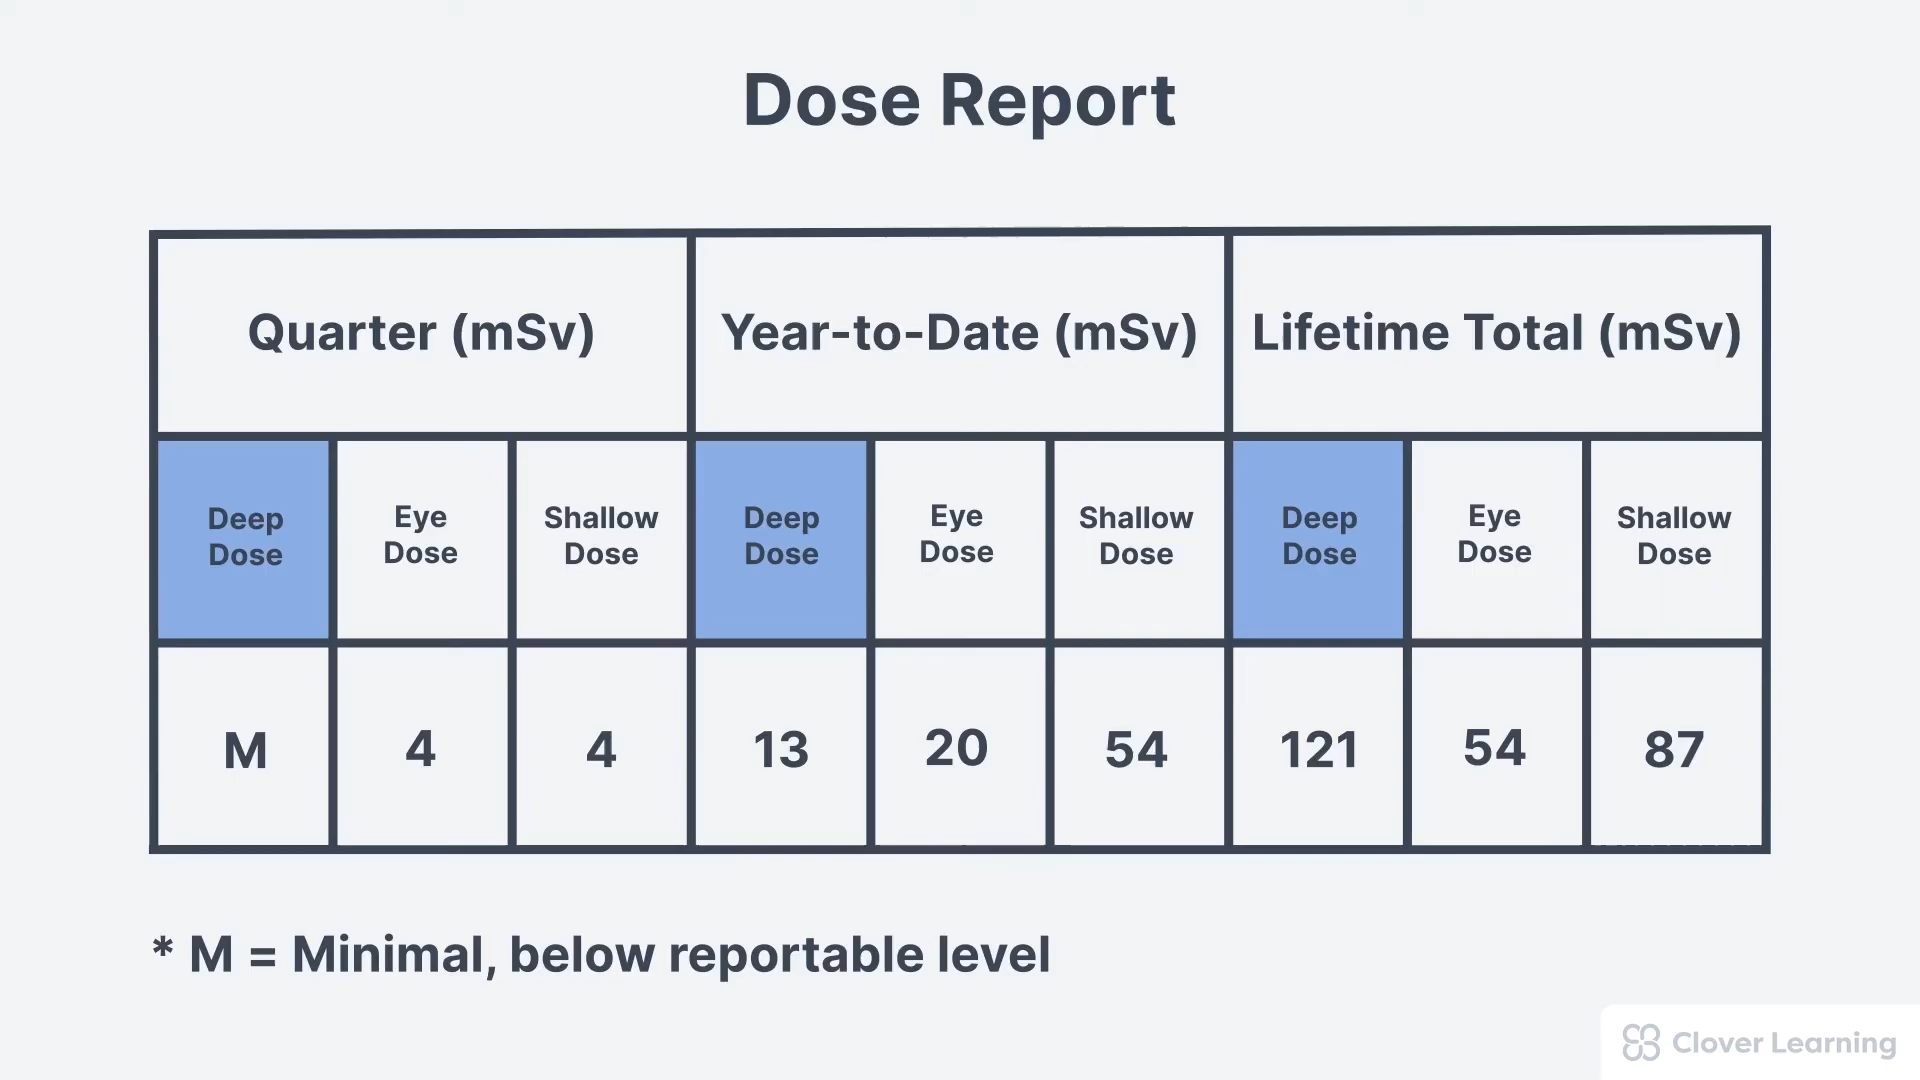 Dose Report
Quarter (mSv)
Year-to-Date (mSv)
Lifetime Total (mSv)
Deep
Dose
Eye
Dose
Shallow
Dose
Deep
Dose
Eye
Dose
Shallow
Dose
Deep
Dose
Eye
Dose
Shallow
Dose
M
4
4
13
20
54
121
54
87
* M = Minimal, below reportable level
Clover Learning